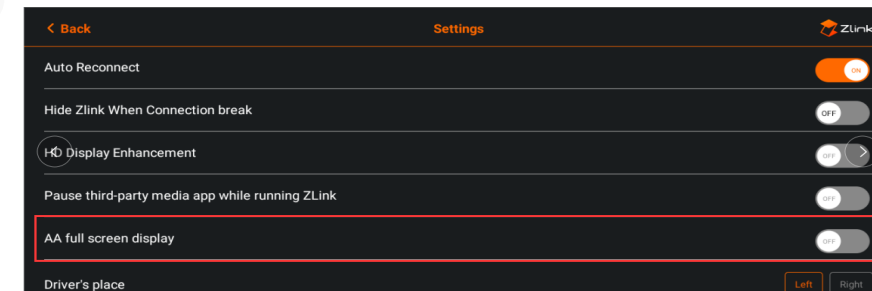 < Back
Settings
Zlink
Auto Reconnect
ON
Hide Zlink When Connection break
OFF
HD Display Enhancement
OFF
Pause third-party media app while running ZLink
OFF
AA full screen display
OFF
Driver's place
Left
Right